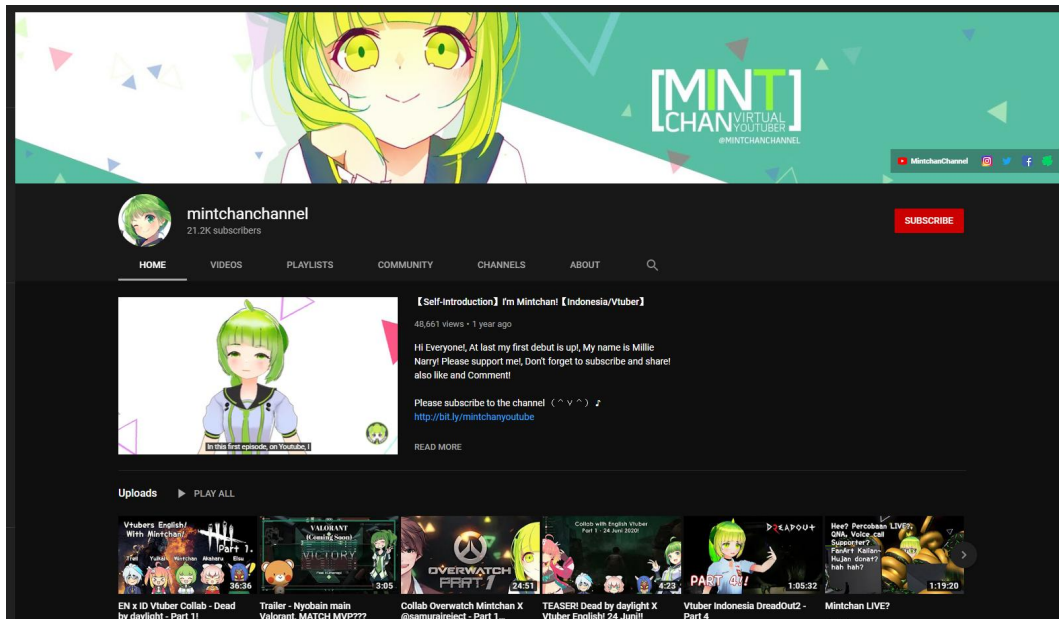 [MINT]
CHAN VIRTUAL YOUTUBER
@MINTCHANCHANNEL
MintchanChannel
mintchanchannel
21.2K subscribers
SUBSCRIBE
HOME VIDEOS PLAYLISTS COMMUNITY CHANNELS ABOUT
【Self-Introduction】I'm Mintchan!【Indonesia/Vtuber】
48,661 views • 1 year ago
Hi Everyone!, At last my first debut is up!, My name is Millie
Narry! Please support me!, Don't forget to subscribe and share!
also like and Comment!
Please subscribe to the channel （＾∨＾）♪
http://bit.ly/mintchanyoutube
READ MORE
In this first episode, on Youtube, I
Uploads PLAY ALL
Vtubers English!
With Mintchan!
Part 1.
Mintchan Akaharu
36:36
VALORANT
(Coming Soon)
VICTORY
3:05
OVERWATCH
PART 1
24:51
Collab with English Vtuber
Part 1 - 24 Juni 2020!
4:23
DREADOUT
PART 4!!
1:05:32
Hee? Percobaan LIVE?
QNA, Voice call
Supporter?
FanArt Kalian~
Hujan donat?
hah hah?
1:19:20
EN x ID Vtuber Collab - Dead
by daylight - Part 1!
Trailer - Nyobain main
Valorant, MATCH MVP???
Collab Overwatch Mintchan X
@samuraireject - Part 1...
TEASER! Dead by daylight X
Vtuber English! 24 Juni!!
Vtuber Indonesia DreadOut2 -
Part 4
Mintchan LIVE?